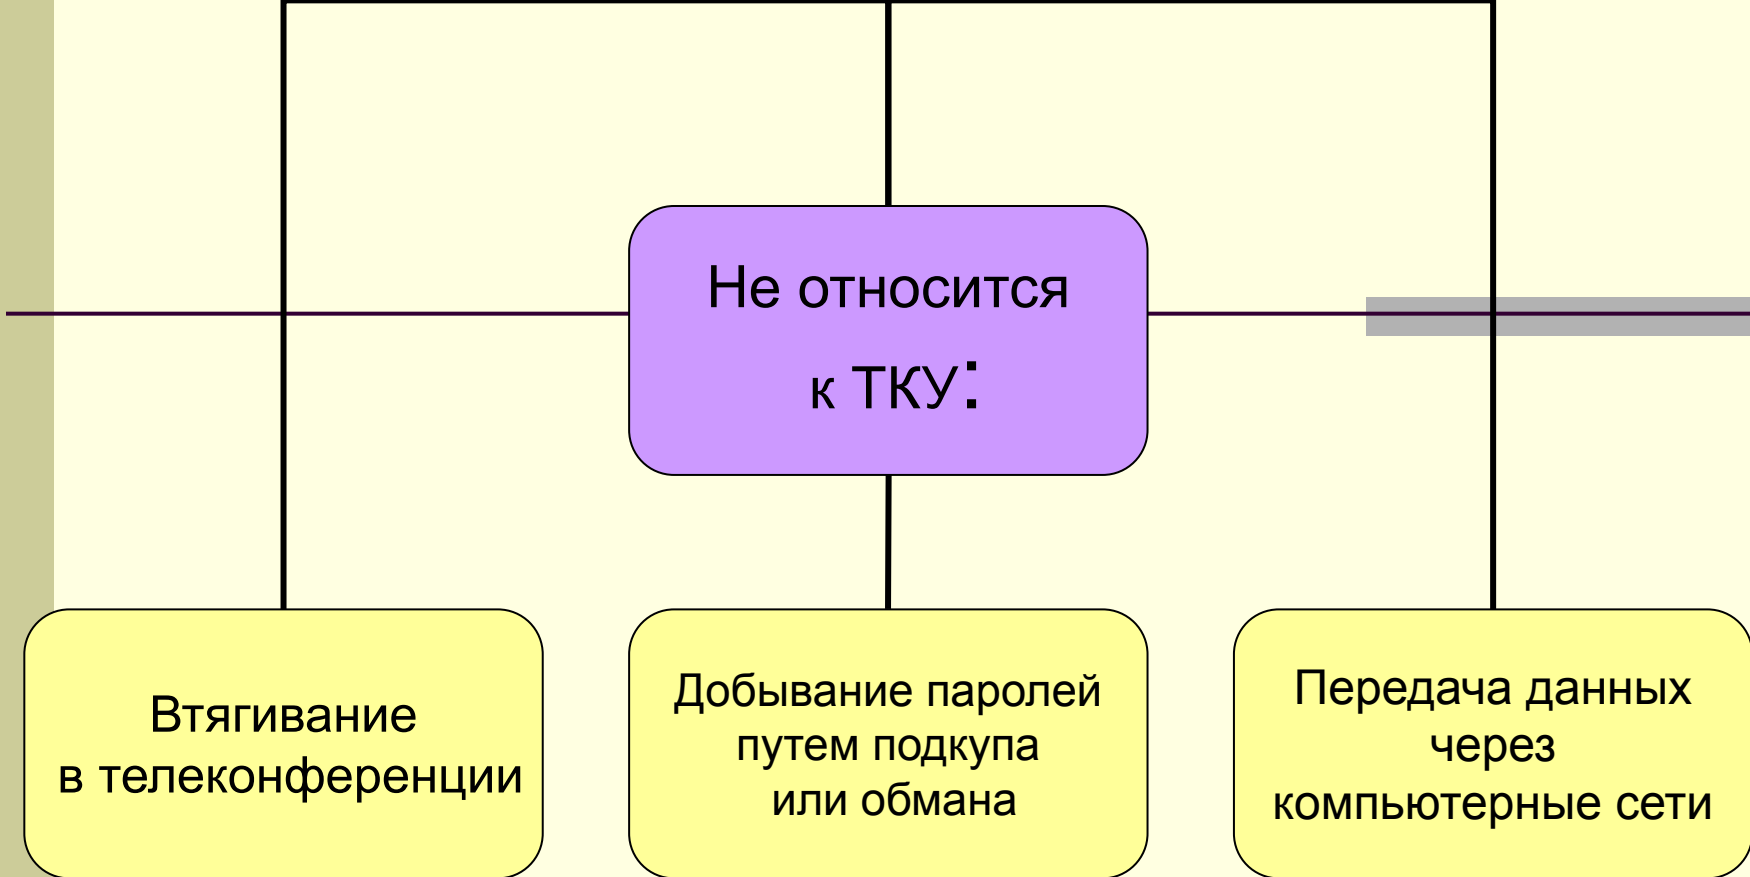 Не относится
к ТКУ:
Втягивание
в телеконференции
Добывание паролей
путем подкупа
или обмана
Передача данных
через
компьютерные сети